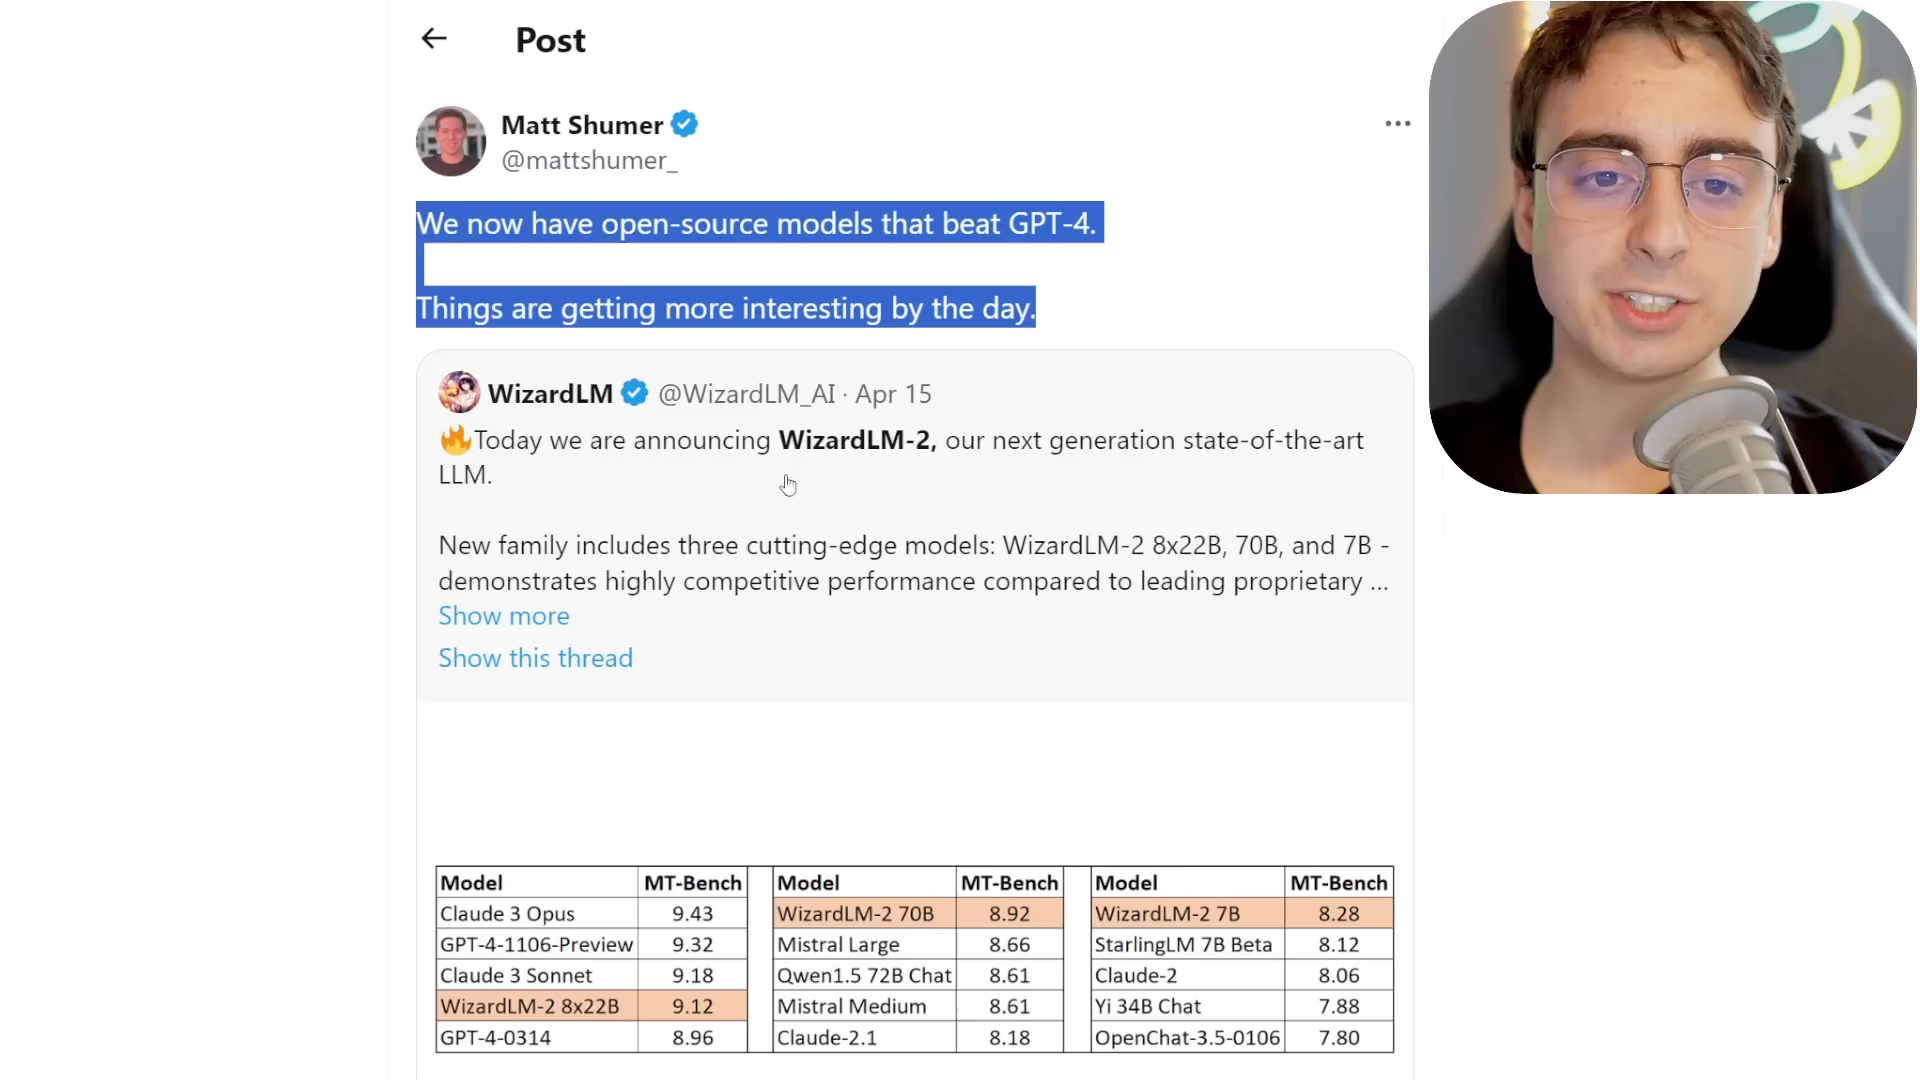 Post
Matt Shumer
@mattshumer_
We now have open-source models that beat GPT-4.
Things are getting more interesting by the day.
WizardLM @WizardLM_AI · Apr 15
🔥Today we are announcing WizardLM-2, our next generation state-of-the-art
LLM.
New family includes three cutting-edge models: WizardLM-2 8x22B, 70B, and 7B -
demonstrates highly competitive performance compared to leading proprietary ...
Show more
Show this thread
Model MT-Bench Model MT-Bench Model MT-Bench
Claude 3 Opus 9.43 WizardLM-2 70B 8.92 WizardLM-2 7B 8.28
GPT-4-1106-Preview 9.32 Mistral Large 8.66 StarlingLM 7B Beta 8.12
Claude 3 Sonnet 9.18 Qwen1.5 72B Chat 8.61 Claude-2 8.06
WizardLM-2 8x22B 9.12 Mistral Medium 8.61 Yi 34B Chat 7.88
GPT-4-0314 8.96 Claude-2.1 8.18 OpenChat-3.5-0106 7.80